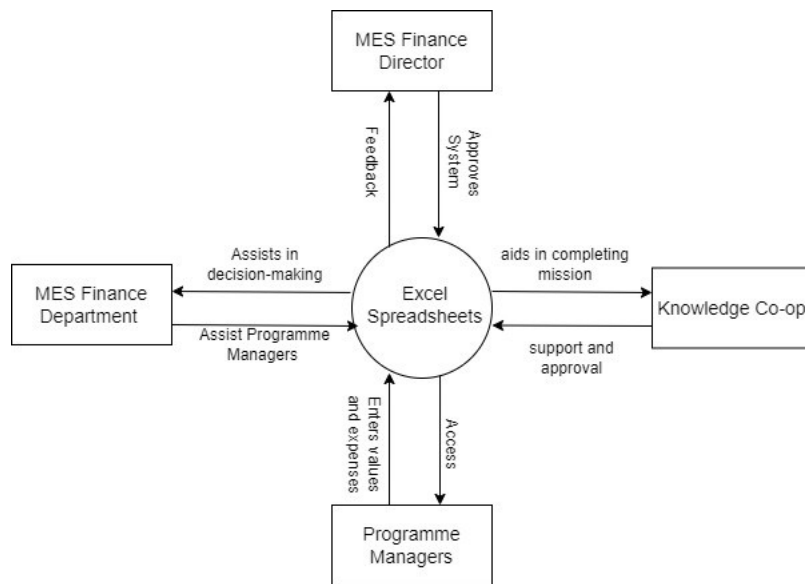 MES Finance
Director
Feedback
Approves
System
Assists in
decision-making
aids in completing
mission
MES Finance
Department
Excel
Spreadsheets
Knowledge Co-op
Assist Programme
Managers
support and
approval
Enters values
and expenses
Access
Programme
Managers